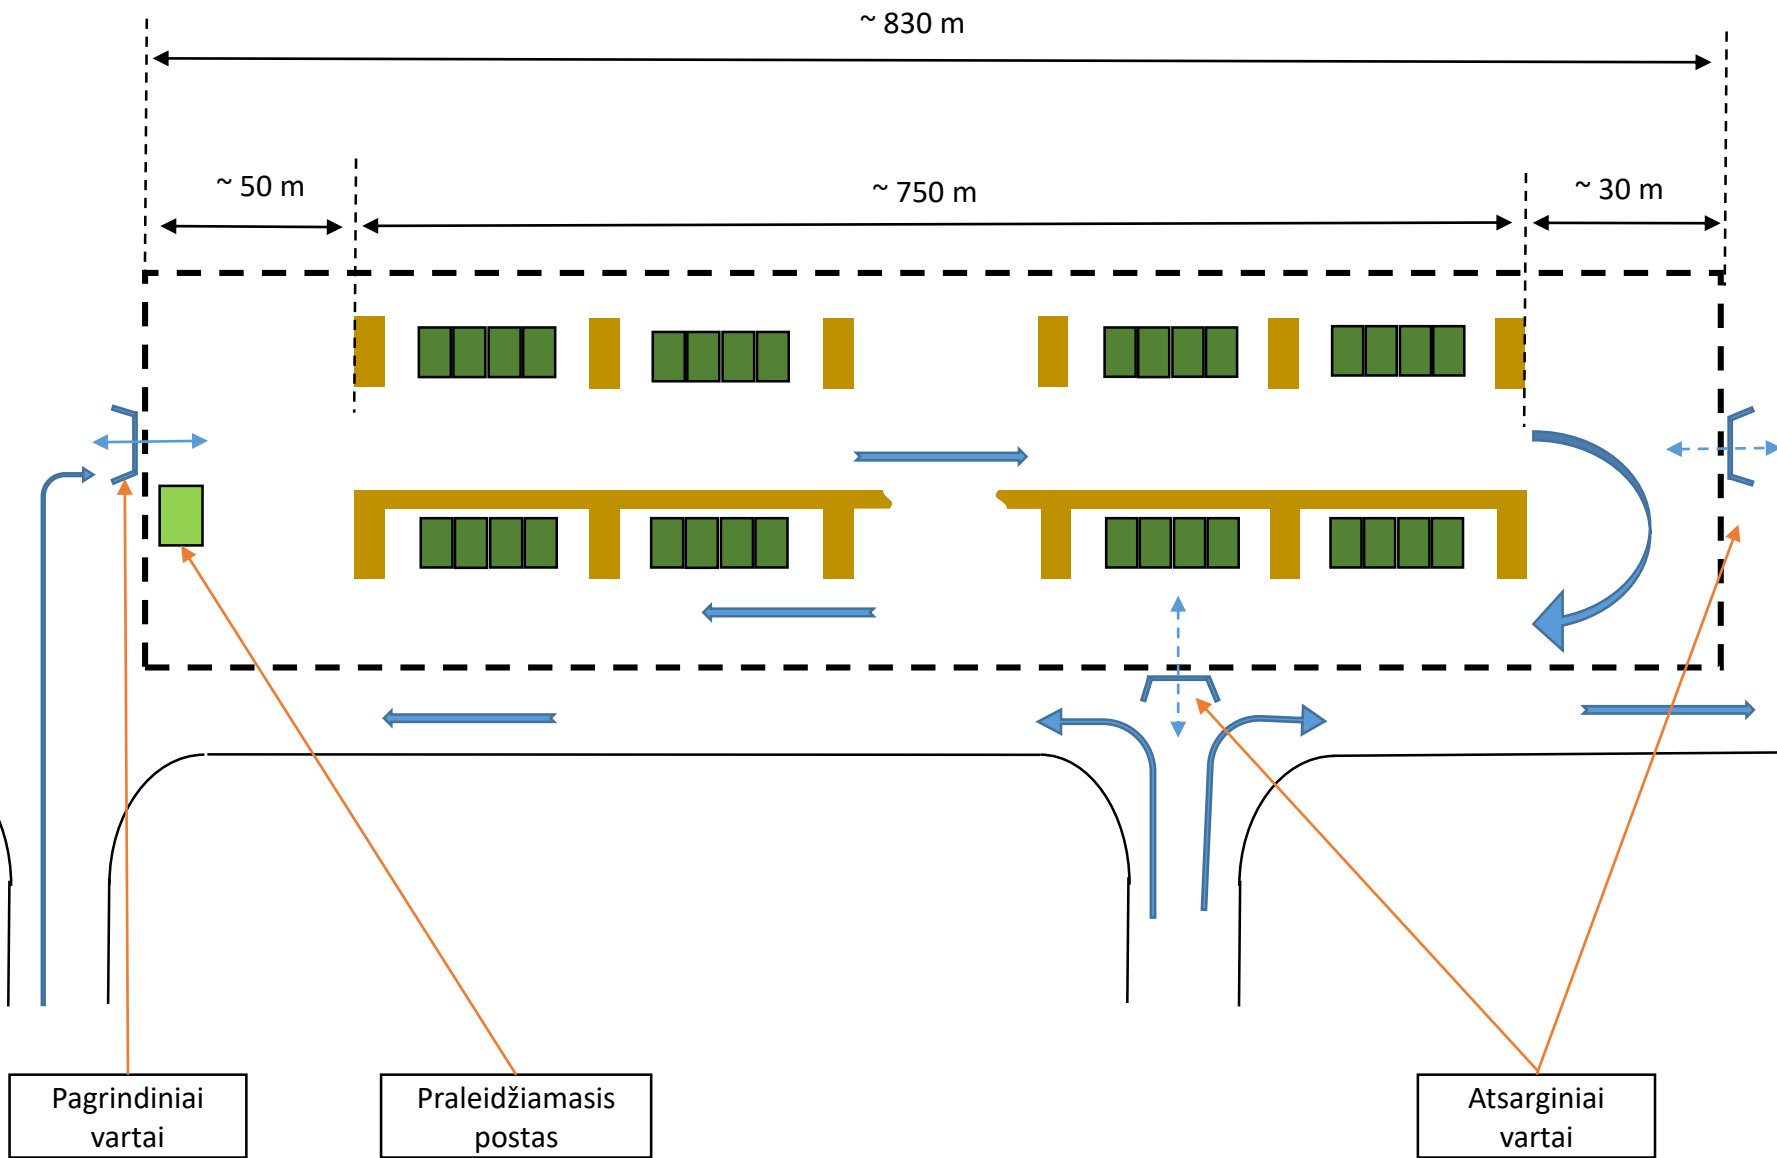 ~ 830 m
~ 50 m
~ 750 m
~ 30 m
Pagrindiniai
vartai
Praleidžiamasis
postas
Atsarginiai
vartai